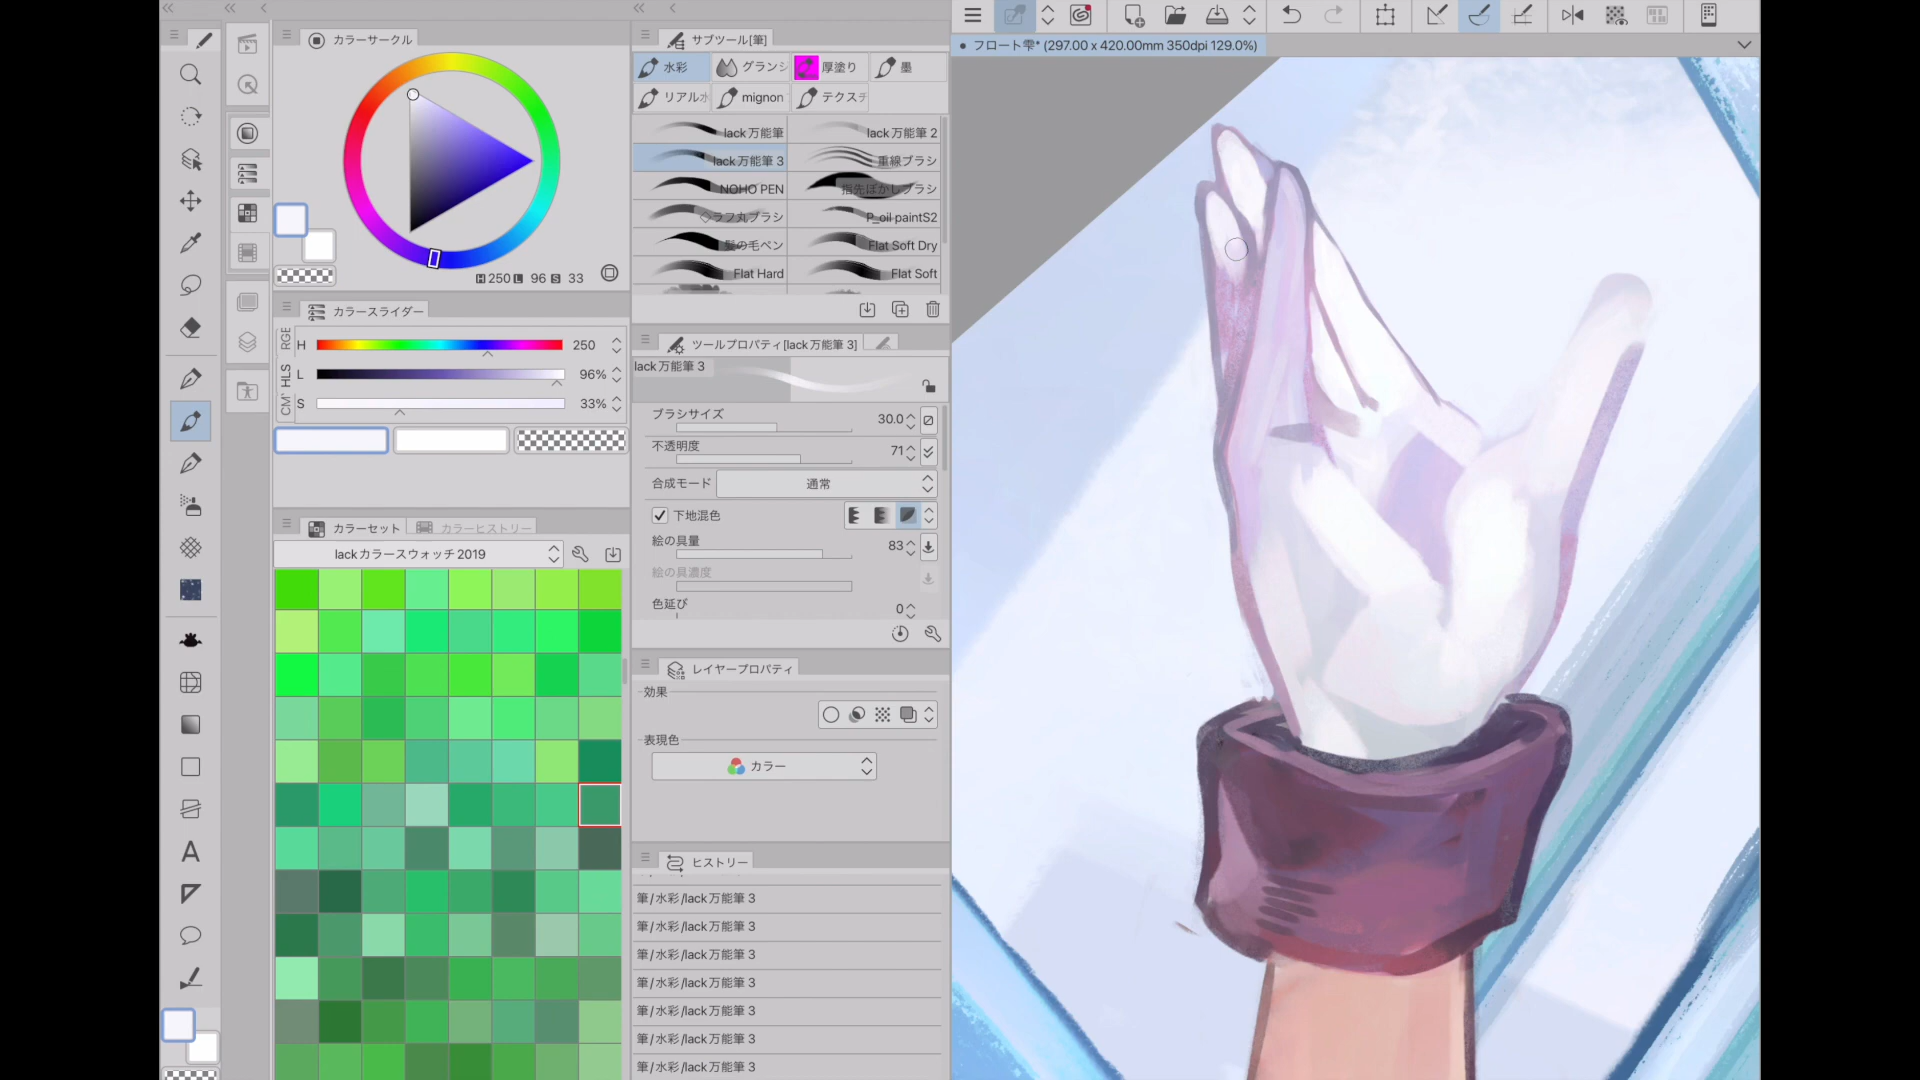 カラーサークル
H 250 L 96 S 33
カラースライダー
RGB
HLS
CM
H 250
L 96%
S 33%
カラーセット カラーヒストリー
lackカラースウォッチ2019
サブツール[筆]
水彩 グランジ 厚塗り 墨
リアル水 mignon テクスチ
lack万能筆 lack万能筆 2
lack万能筆 3 重線ブラシ
NOHO PEN 指先ぼかしブラシ
◇ラフ丸ブラシ P_oil paintS2
髪の毛ペン Flat Soft Dry
Flat Hard Flat Soft
ツールプロパティ[lack万能筆 3]
lack万能筆 3
ブラシサイズ 30.0
不透明度 71
合成モード 通常
下地混色
絵の具量 83
絵の具濃度
色延び 0
レイヤープロパティ
効果
表現色
カラー
ヒストリー
筆/水彩/lack万能筆 3
筆/水彩/lack万能筆 3
筆/水彩/lack万能筆 3
筆/水彩/lack万能筆 3
筆/水彩/lack万能筆 3
筆/水彩/lack万能筆 3
筆/水彩/lack万能筆 3
フロート雫* (297.00 x 420.00mm 350dpi 129.0%)
A